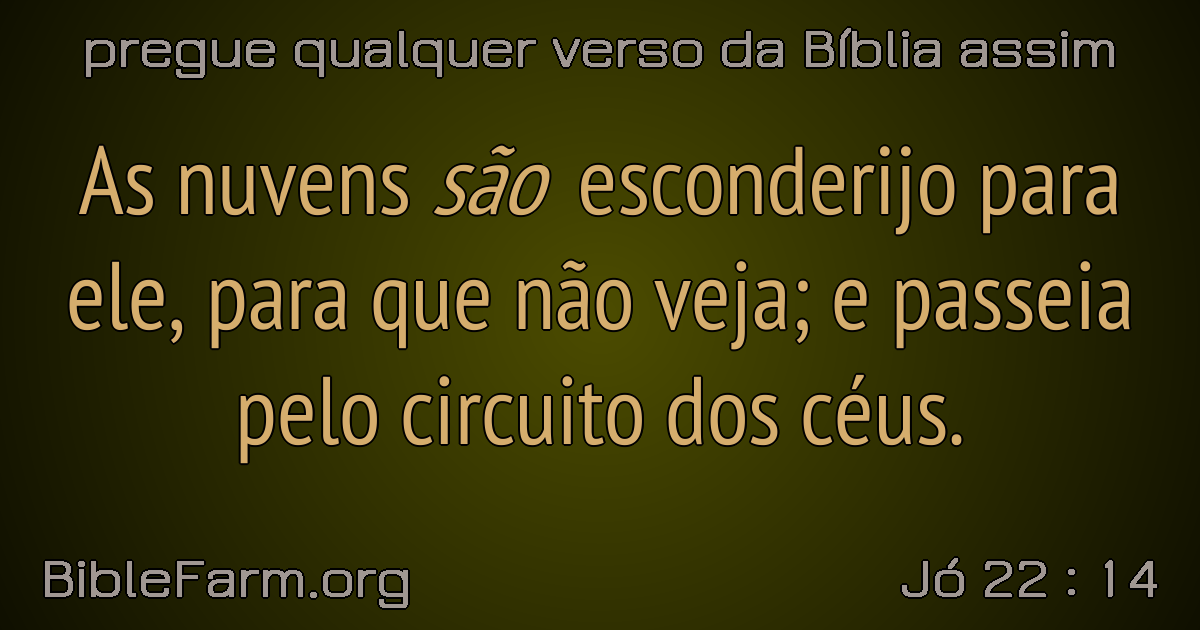 pregue qualquer verso da Bíblia assim
As nuvens são esconderijo para
ele, para que não veja; e passeia
pelo circuito dos céus.
BibleFarm.org
Jó 22 : 14